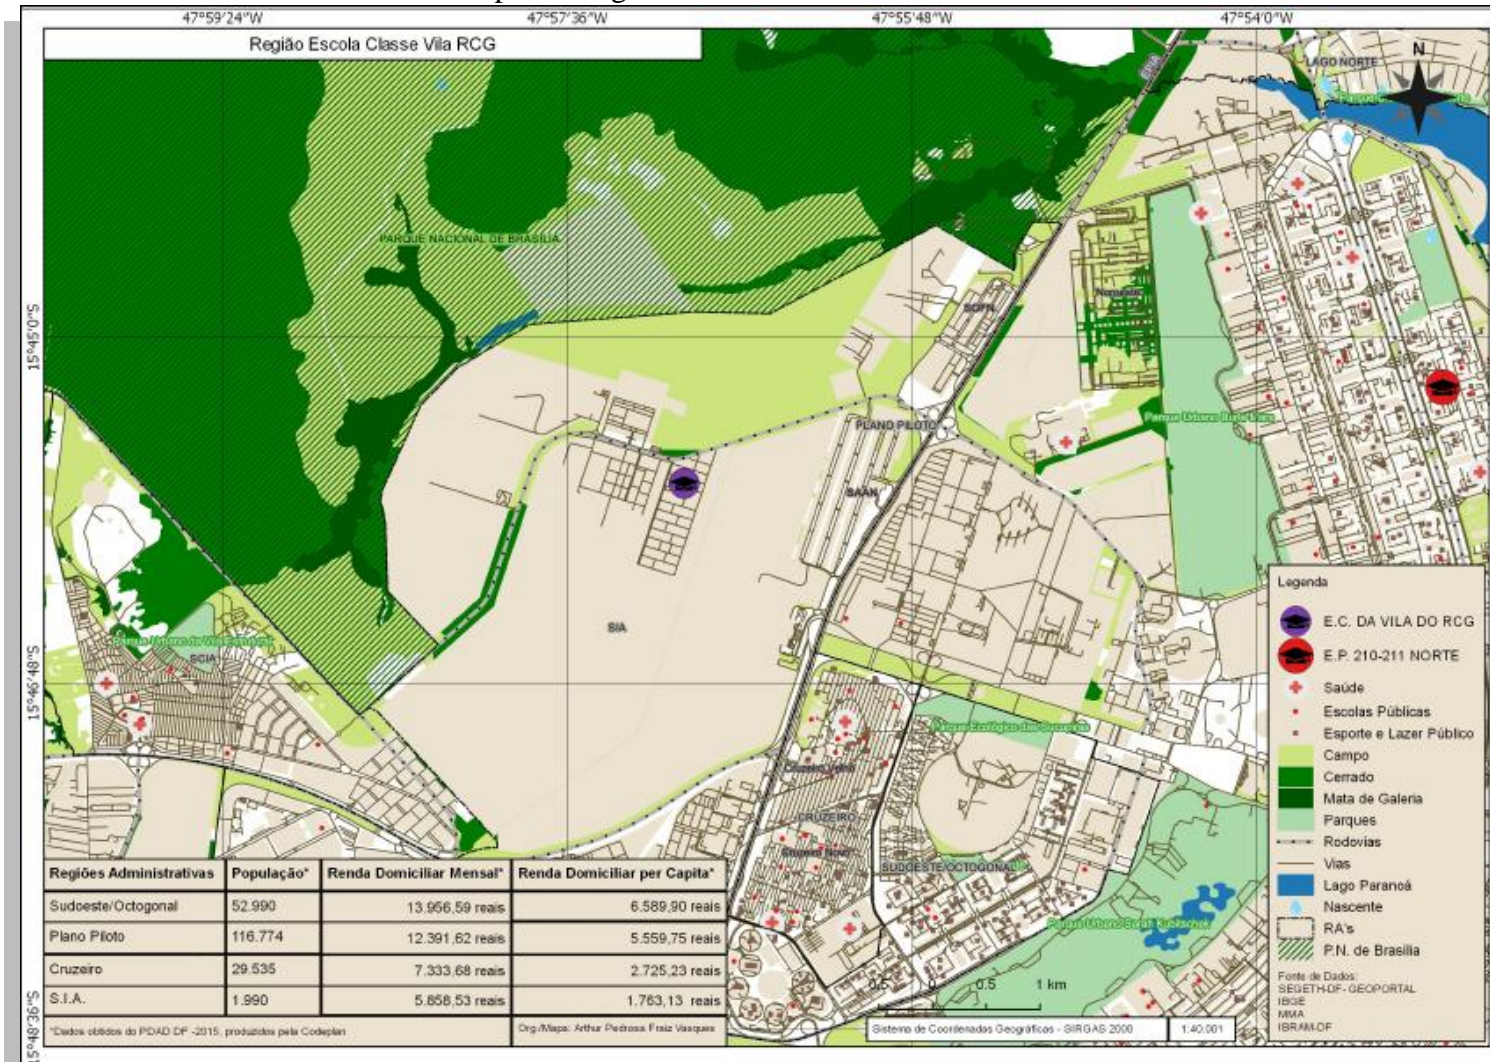 47°59'24"W 47°57'36"W 47°55'48"W 47°54'0"W
Região Escola Classe Vila RCG
N
LAGO NORTE
PARQUE NACIONAL DE BRASÍLIA
SOFN
Noroeste
15°45'0"S
PLANO PILOTO
SAAN
SIA
Legenda
E.C. DA VILA DO RCG
E.P. 210-211 NORTE
Saúde
Escolas Públicas
Esporte e Lazer Público
Campo
Cerrado
Mata de Galeria
Parques
Rodovias
Vias
Lago Paranoá
Nascente
RA's
P.N. de Brasília
Fonte de Dados:
SEGETH-DF - GEOPORTAL
IBGE
MMA
IBRAM-DF
SCIA
15°46'48"S
Cruzeiro Velho
CRUZEIRO
Cruzeiro Novo
SUDOESTE/OCTOGONAL
Regiões Administrativas População* Renda Domiciliar Mensal* Renda Domiciliar per Capita*
Sudoeste/Octogonal 52.990 13.956,59 reais 6.589,90 reais
Plano Piloto 116.774 12.391,62 reais 5.559,75 reais
Cruzeiro 29.535 7.333,68 reais 2.725,23 reais
S.I.A. 1.990 5.858,53 reais 1.763,13 reais
*Dados obtidos do PDAD DF -2015, produzidos pela Codeplan
Org./Mapa: Arthur Pedrosa Fraiz Vasques
0.5 0 0.5 1 km
Sistema de Coordenadas Geográficas - SIRGAS 2000 1:40.001
15°48'36"S